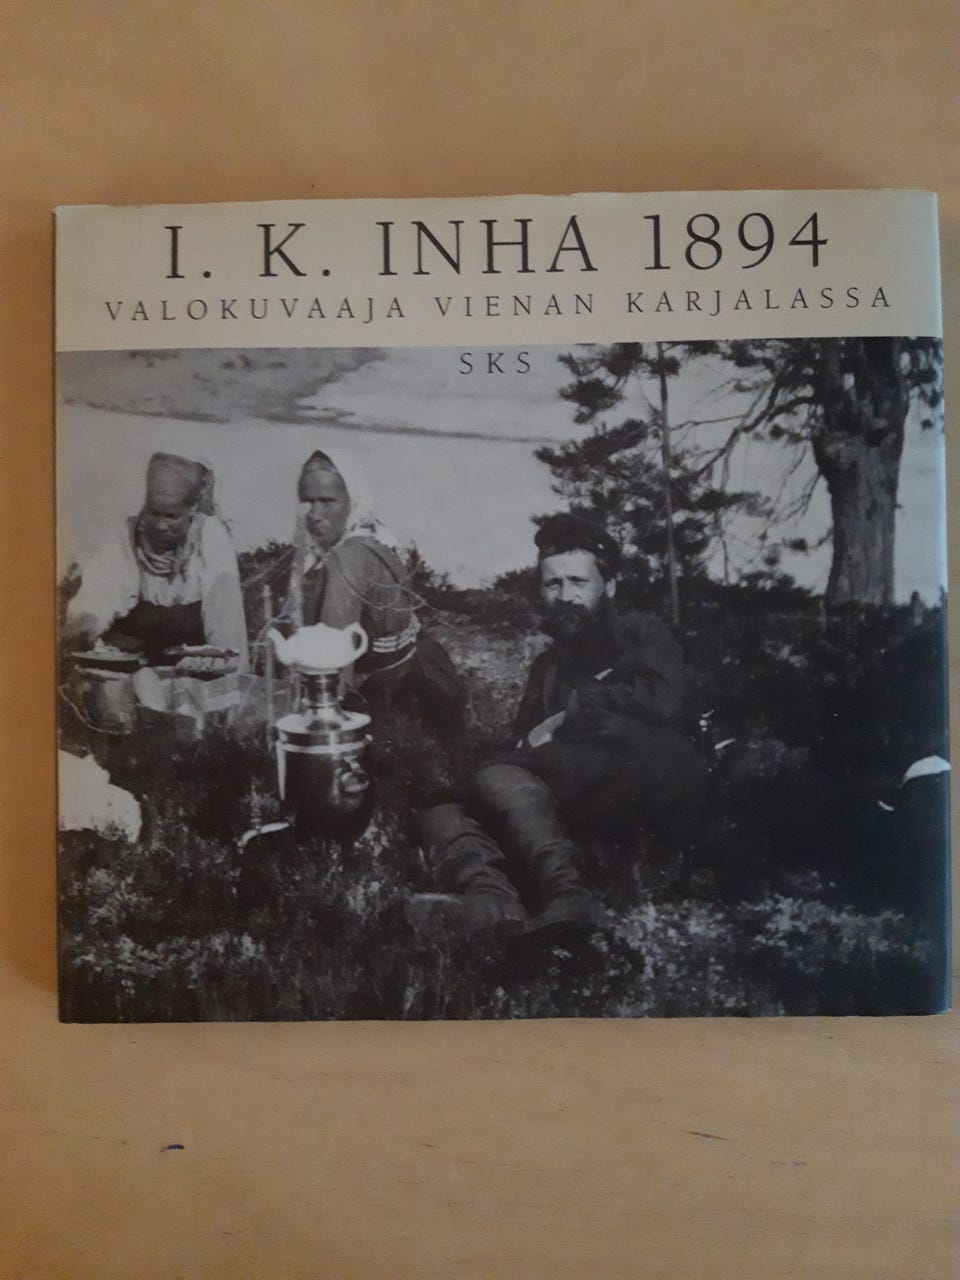 I. K. INHA 1894
VALOKUVAAJA VIENAN KARJALASSA
SKS